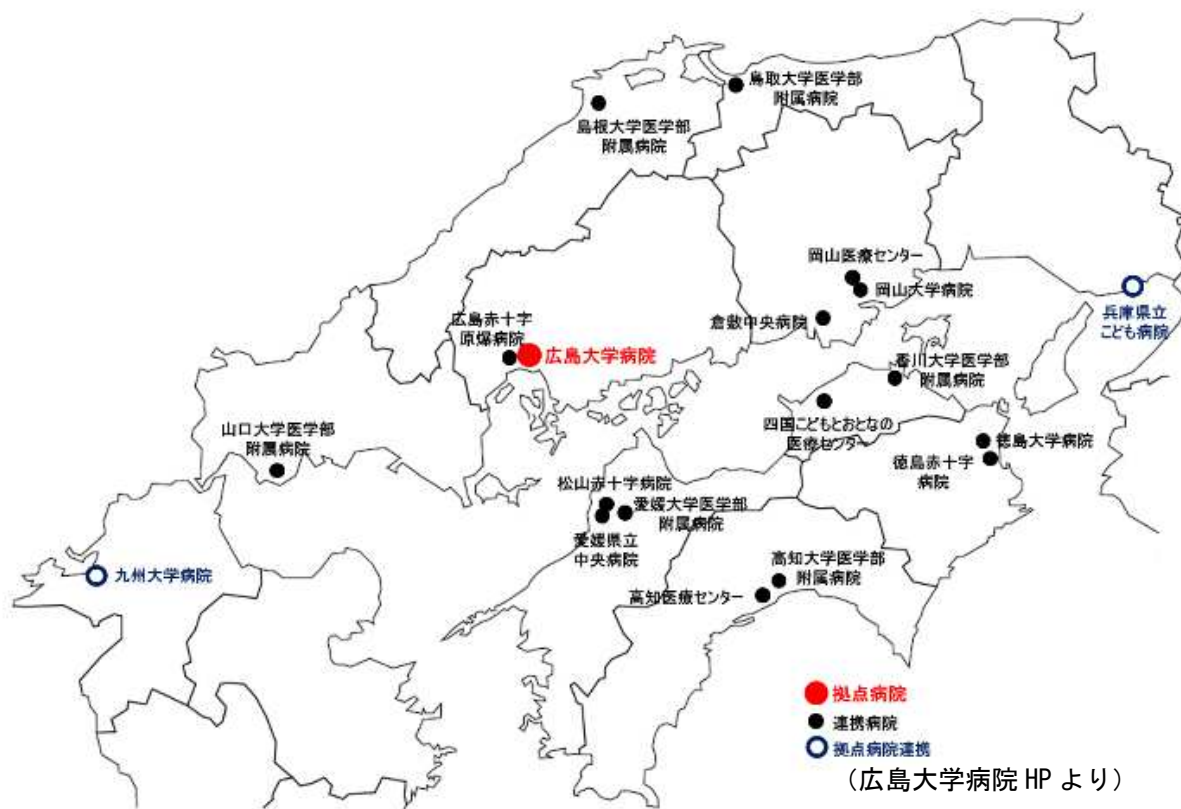 鳥取大学医学部
附属病院
島根大学医学部
附属病院
岡山医療センター
岡山大学病院
倉敷中央病院
兵庫県立
こども病院
広島赤十字
原爆病院
広島大学病院
香川大学医学部
附属病院
四国こどもとおとなの
医療センター
徳島大学病院
徳島赤十字
病院
山口大学医学部
附属病院
松山赤十字病院
愛媛大学医学部
附属病院
愛媛県立
中央病院
高知大学医学部
附属病院
高知医療センター
九州大学病院
拠点病院
連携病院
拠点病院連携
(広島大学病院 HP より)